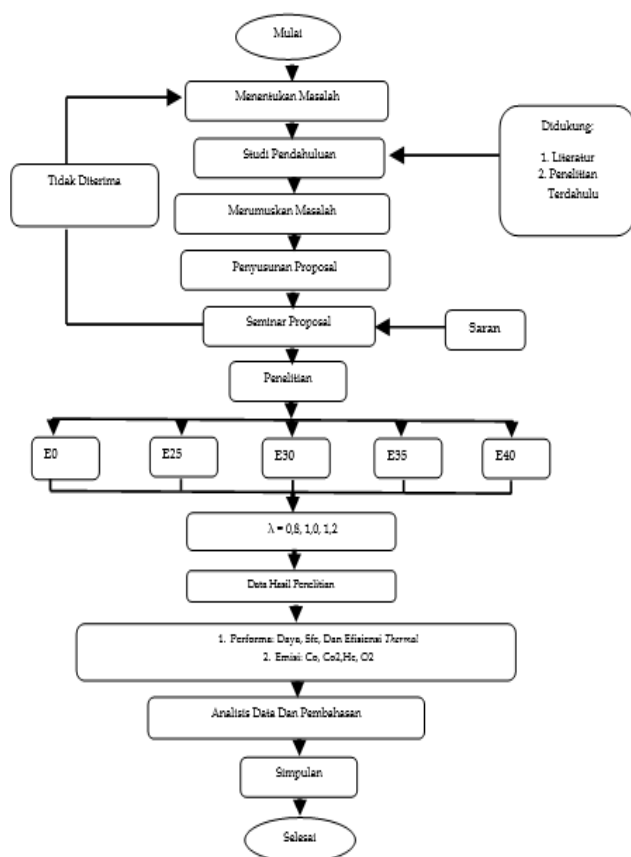 Mulai
Menentukan Masalah
Didukung:
1. Literatur
2. Penelitian
Terdahulu
Studi Pendahuluan
Tidak Diterima
Merumuskan Masalah
Penyusunan Proposal
Seminar Proposal
Saran
Penelitian
E0
E25
E30
E35
E40
λ = 0,8, 1,0, 1,2
Data Hasil Penelitian
1. Performa: Daya, Sfc, Dan Efisiensi Thermal
2. Emisi: Co, Co2,Hc, O2
Analisis Data Dan Pembahasan
Simpulan
Selesai